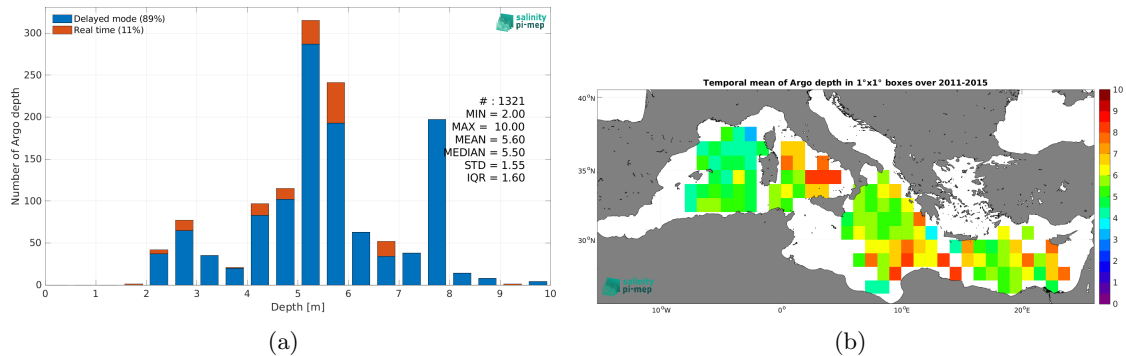 Delayed mode (89%)
Real time (11%)
salinity
pi-mep
300
250
200
150
100
50
0
Number of Argo depth
# : 1321
MIN = 2.00
MAX = 10.00
MEAN = 5.60
MEDIAN = 5.50
STD = 1.55
IQR = 1.60
0 1 2 3 4 5 6 7 8 9 10
Depth [m]
(a)
Temporal mean of Argo depth in 1°x1° boxes over 2011-2015
40°N
35°N
30°N
10°W 0° 10°E 20°E
salinity
pi-mep
10
9
8
7
6
5
4
3
2
1
0
(b)